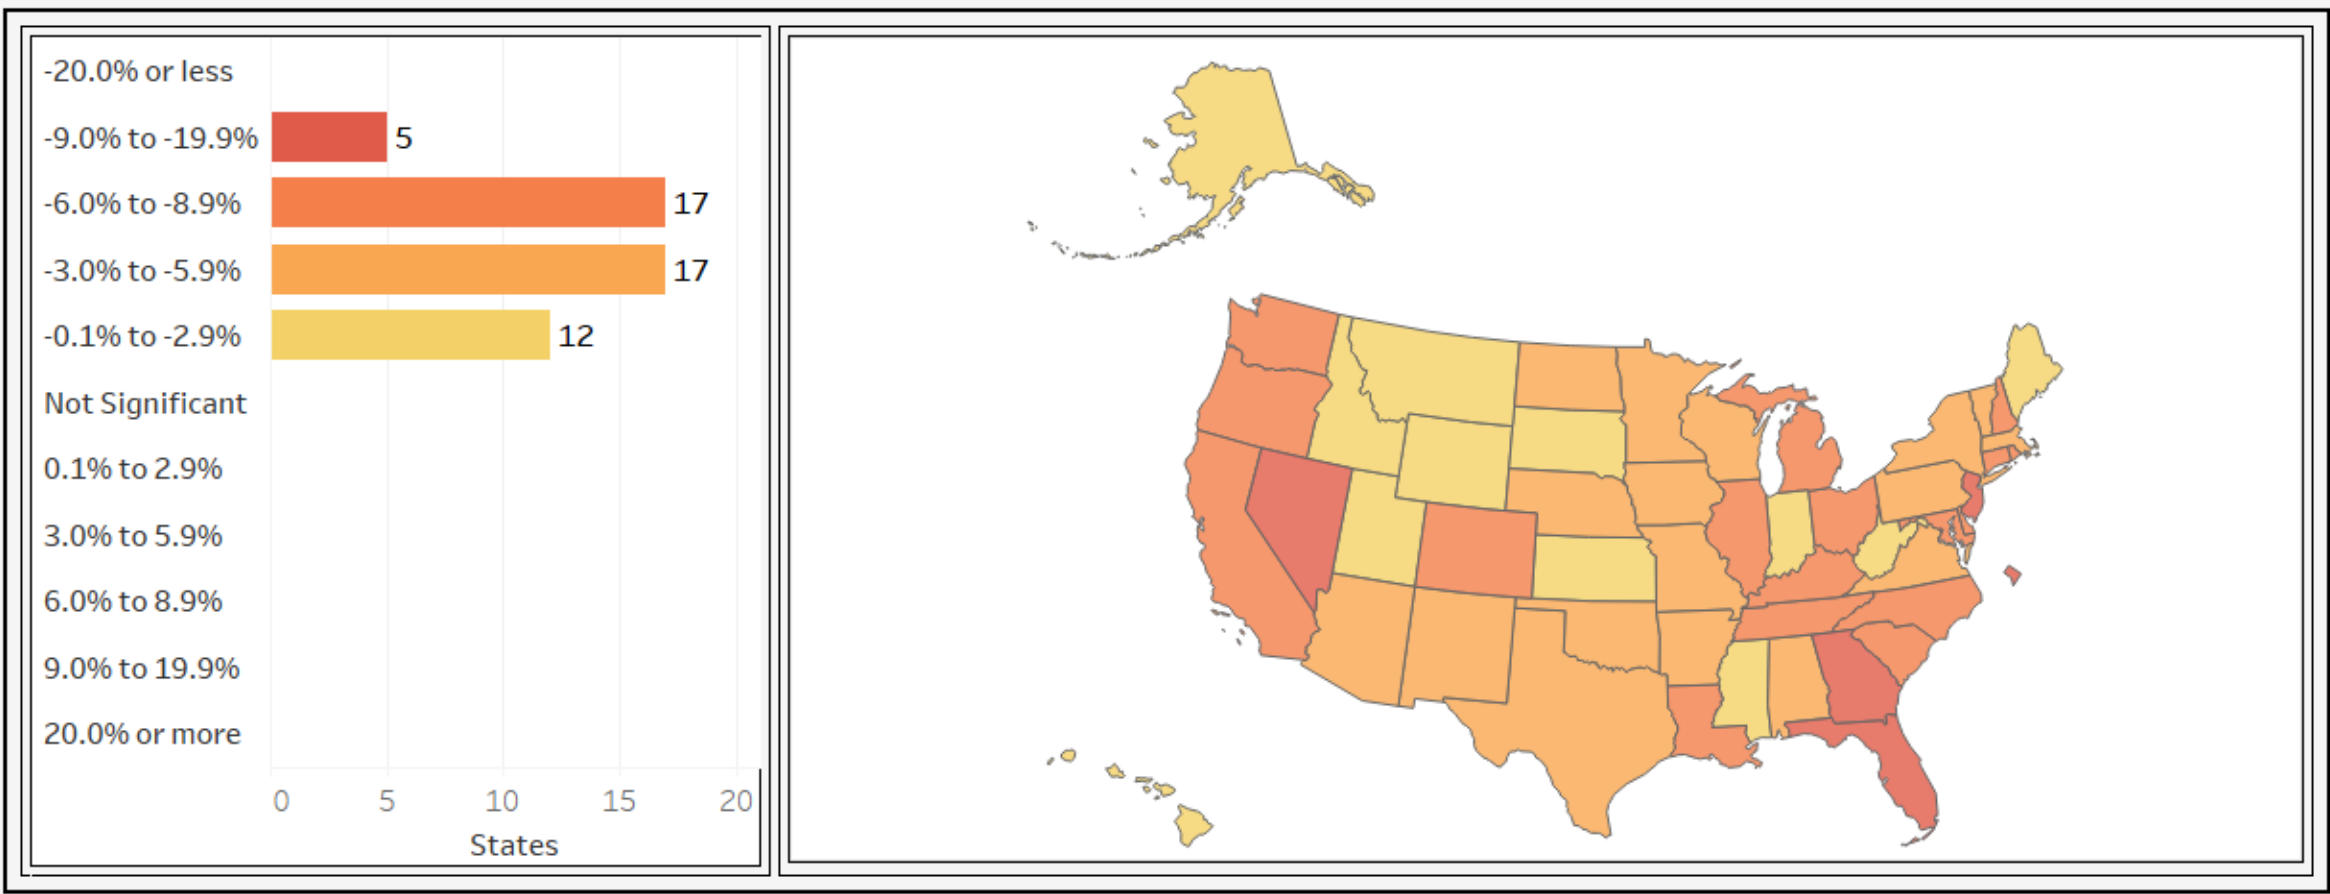 -20.0% or less
-9.0% to -19.9% 5
-6.0% to -8.9% 17
-3.0% to -5.9% 17
-0.1% to -2.9% 12
Not Significant
0.1% to 2.9%
3.0% to 5.9%
6.0% to 8.9%
9.0% to 19.9%
20.0% or more
0 5 10 15 20
States